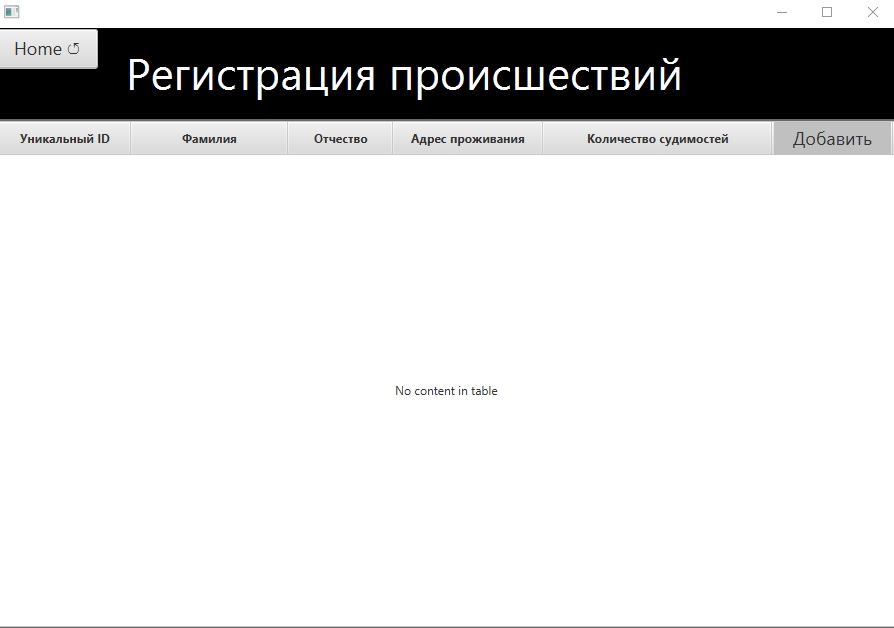 Home ↺
Регистрация происшествий
Уникальный ID Фамилия Отчество Адрес проживания Количество судимостей Добавить
No content in table